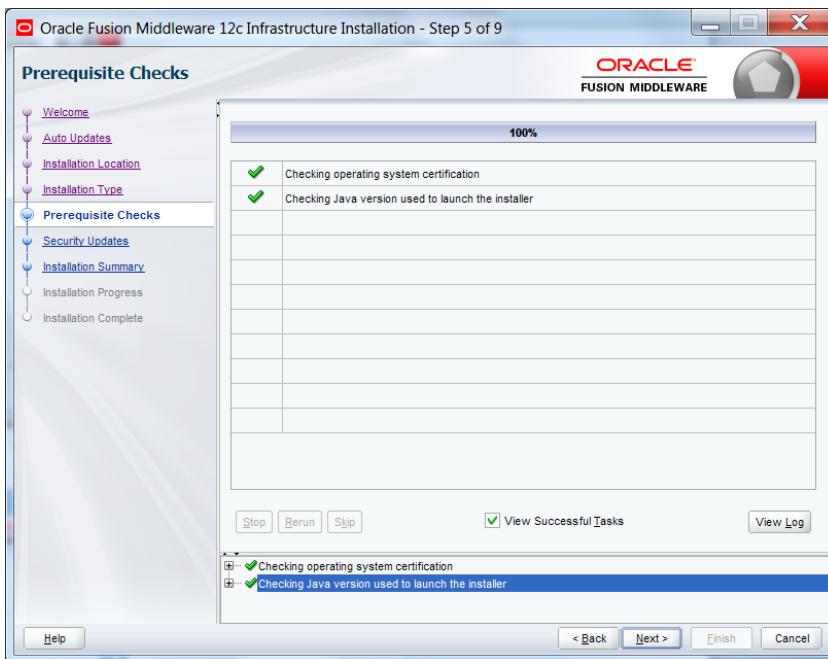 Oracle Fusion Middleware 12c Infrastructure Installation - Step 5 of 9
Prerequisite Checks
ORACLE
FUSION MIDDLEWARE
Welcome
Auto Updates
Installation Location
Installation Type
Prerequisite Checks
Security Updates
Installation Summary
Installation Progress
Installation Complete
100%
Checking operating system certification
Checking Java version used to launch the installer
Stop Rerun Skip View Successful Tasks View Log
Checking operating system certification
Checking Java version used to launch the installer
Help < Back Next > Finish Cancel